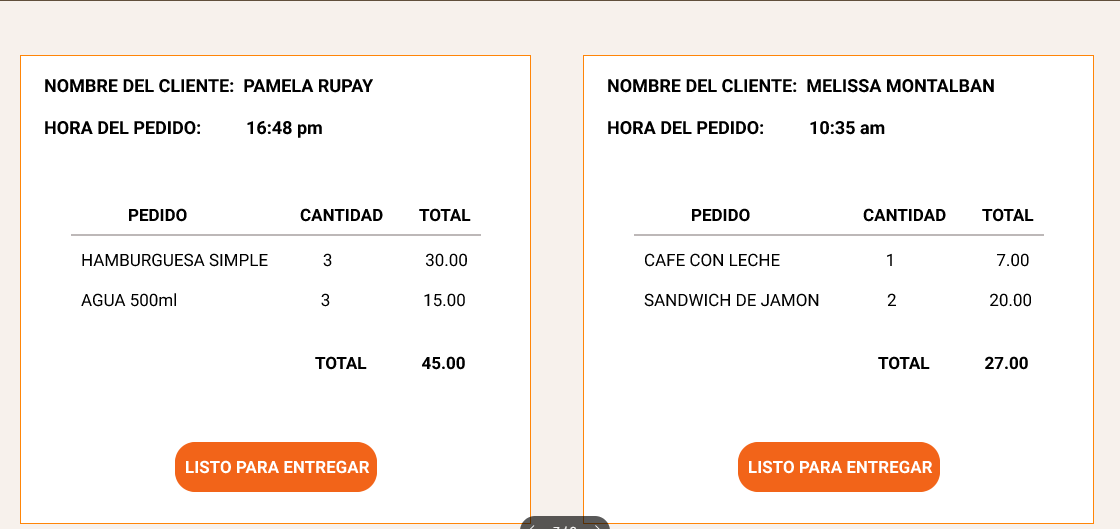 NOMBRE DEL CLIENTE: PAMELA RUPAY
HORA DEL PEDIDO: 16:48 pm
PEDIDO CANTIDAD TOTAL
HAMBURGUESA SIMPLE 3 30.00
AGUA 500ml 3 15.00
TOTAL 45.00
LISTO PARA ENTREGAR
NOMBRE DEL CLIENTE: MELISSA MONTALBAN
HORA DEL PEDIDO: 10:35 am
PEDIDO CANTIDAD TOTAL
CAFE CON LECHE 1 7.00
SANDWICH DE JAMON 2 20.00
TOTAL 27.00
LISTO PARA ENTREGAR